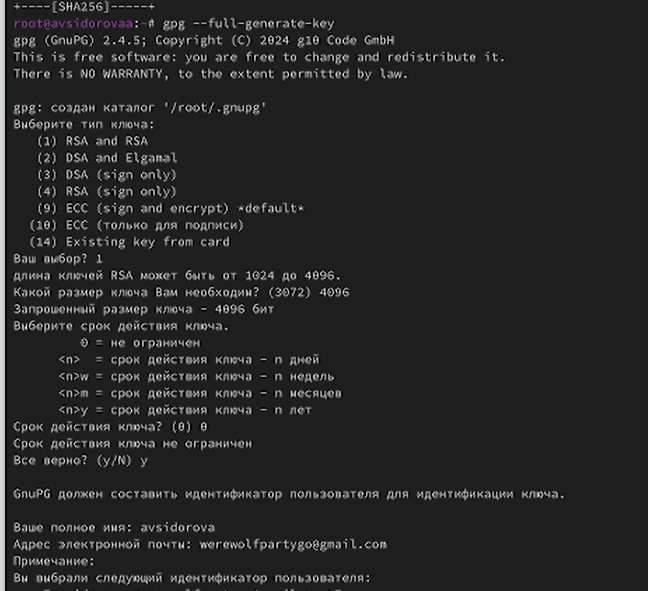 +----[SHA256]-----+
root@avsidorovaa:~# gpg --full-generate-key
gpg (GnuPG) 2.4.5; Copyright (C) 2024 g10 Code GmbH
This is free software: you are free to change and redistribute it.
There is NO WARRANTY, to the extent permitted by law.

gpg: создан каталог '/root/.gnupg'
Выберите тип ключа:
   (1) RSA and RSA
   (2) DSA and Elgamal
   (3) DSA (sign only)
   (4) RSA (sign only)
   (9) ECC (sign and encrypt) *default*
  (10) ECC (только для подписи)
  (14) Existing key from card
Ваш выбор? 1
длина ключей RSA может быть от 1024 до 4096.
Какой размер ключа Вам необходим? (3072) 4096
Запрошенный размер ключа - 4096 бит
Выберите срок действия ключа.
         0 = не ограничен
      <n>  = срок действия ключа - n дней
      <n>w = срок действия ключа - n недель
      <n>m = срок действия ключа - n месяцев
      <n>y = срок действия ключа - n лет
Срок действия ключа? (0) 0
Срок действия ключа не ограничен
Все верно? (y/N) y

GnuPG должен составить идентификатор пользователя для идентификации ключа.

Ваше полное имя: avsidorova
Адрес электронной почты: werewolfpartygo@gmail.com
Примечание:
Вы выбрали следующий идентификатор пользователя: